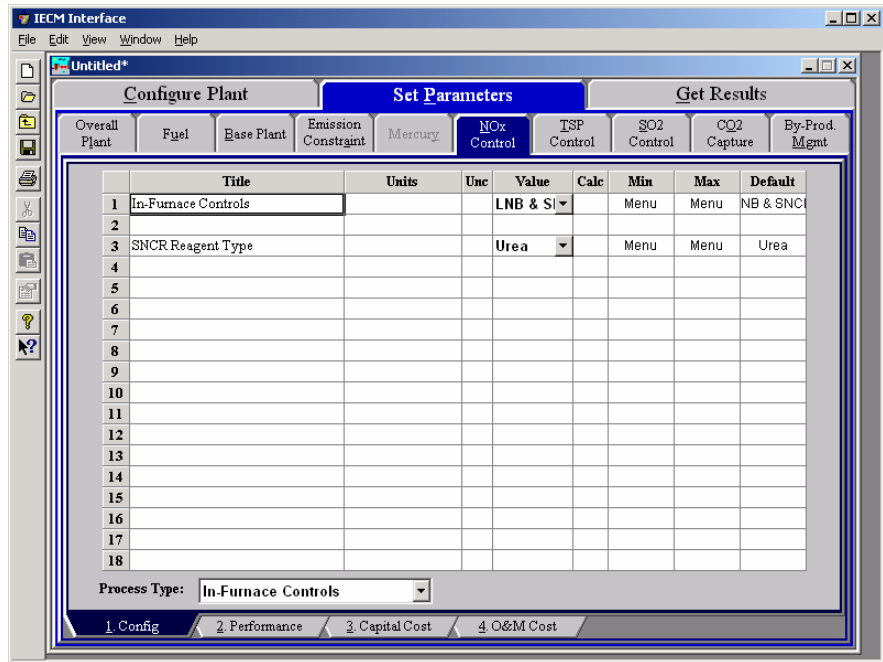 IECM Interface
File Edit View Window Help
Untitled*
Configure Plant Set Parameters Get Results
Overall Plant Fuel Base Plant Emission Constraint Mercury NOx Control TSP Control SO2 Control CO2 Capture By-Prod. Mgmt
Title Units Unc Value Calc Min Max Default
1 In-Furnace Controls LNB & SI Menu Menu NB & SNCI
2
3 SNCR Reagent Type Urea Menu Menu Urea
4
5
6
7
8
9
10
11
12
13
14
15
16
17
18
Process Type: In-Furnace Controls
1. Config 2. Performance 3. Capital Cost 4. O&M Cost